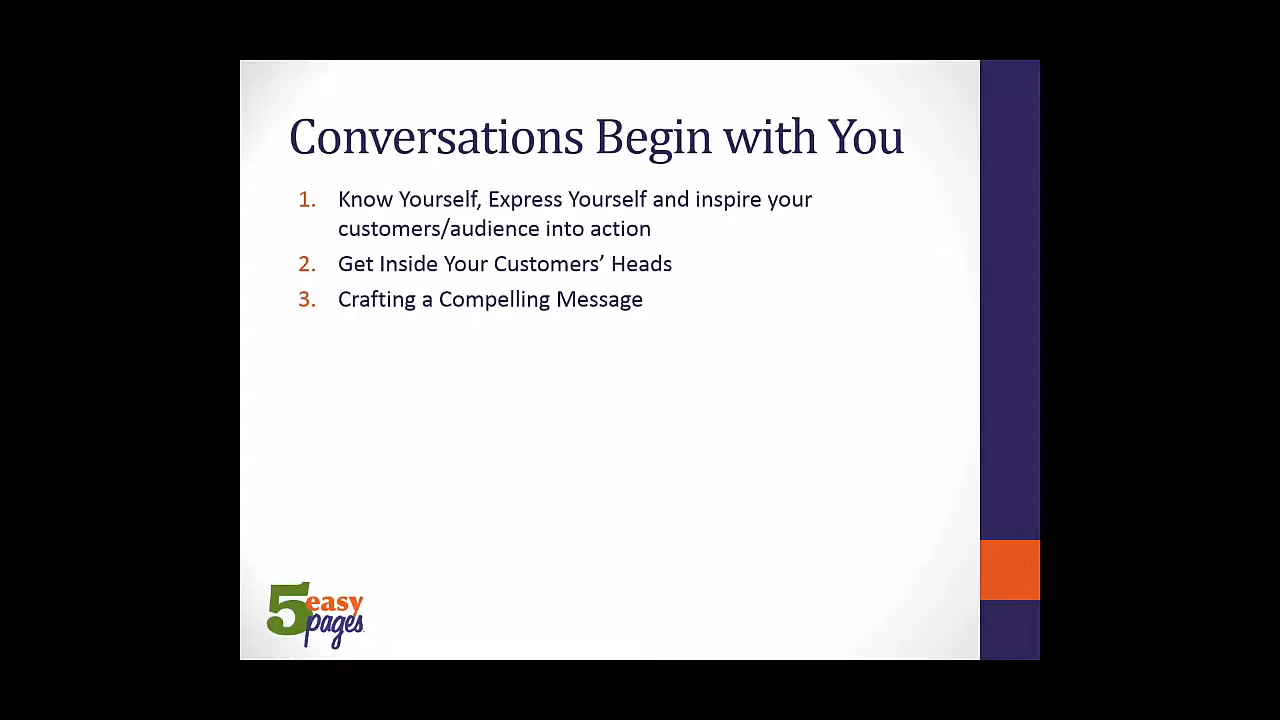 Conversations Begin with You
1. Know Yourself, Express Yourself and inspire your
customers/audience into action
2. Get Inside Your Customers’ Heads
3. Crafting a Compelling Message
5 easy
pages